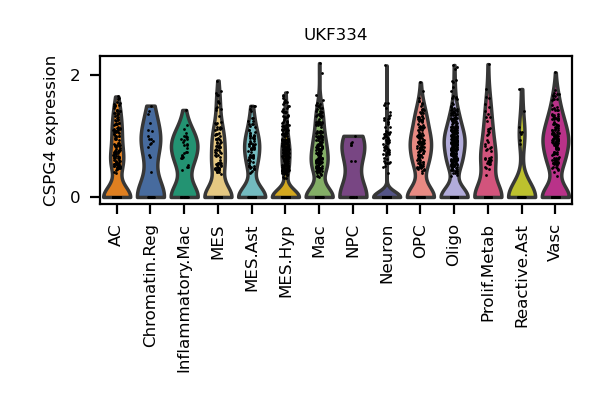 UKF334
CSPG4 expression
2
0
AC
Chromatin.Reg
Inflammatory.Mac
MES
MES.Ast
MES.Hyp
Mac
NPC
Neuron
OPC
Oligo
Prolif.Metab
Reactive.Ast
Vasc